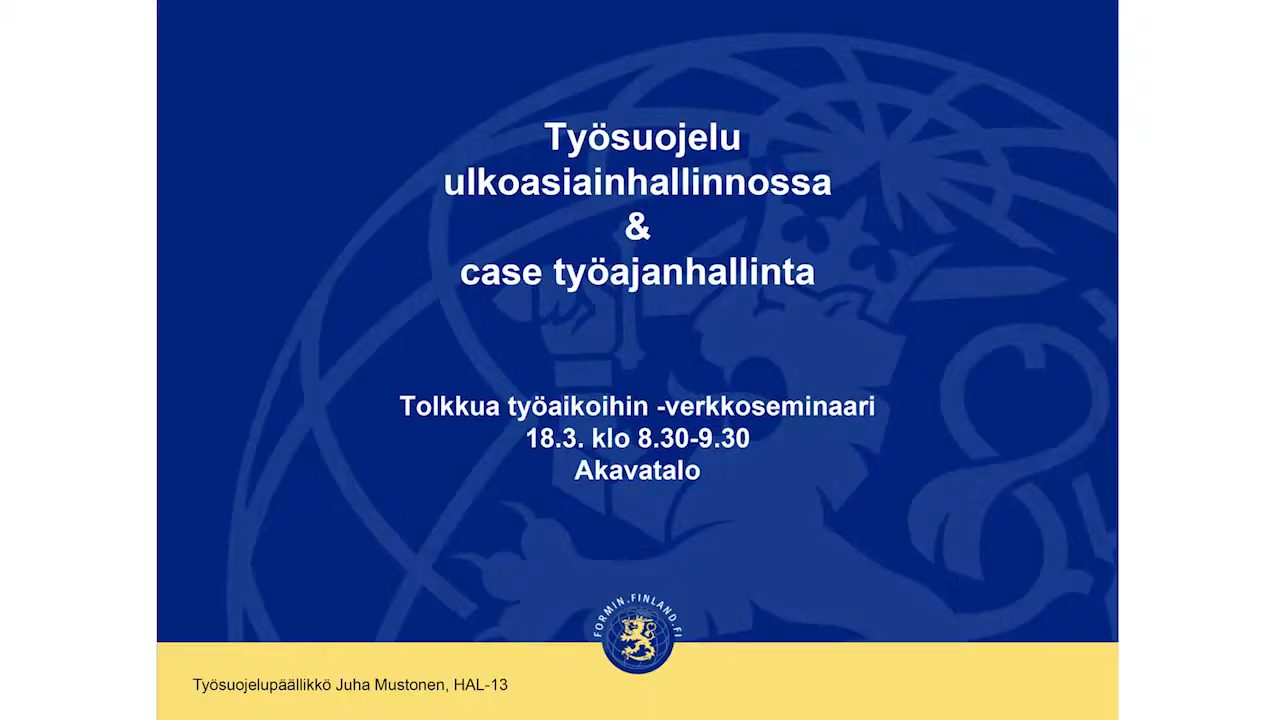 Työsuojelu
ulkoasiainhallinnossa
&
case työajanhallinta
Tolkkua työaikoihin -verkkoseminaari
18.3. klo 8.30-9.30
Akavatalo
FORMIN.FINLAND.FI
Työsuojelupäällikkö Juha Mustonen, HAL-13